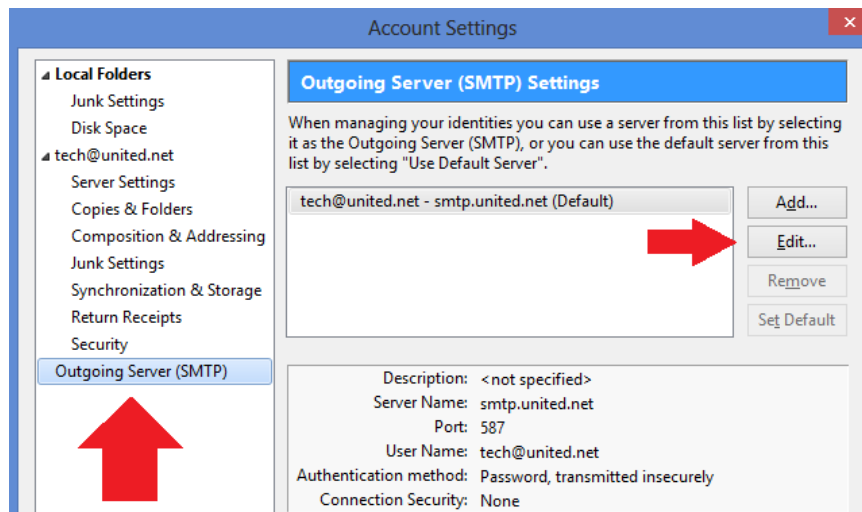 Account Settings
Local Folders
Junk Settings
Disk Space
tech@united.net
Server Settings
Copies & Folders
Composition & Addressing
Junk Settings
Synchronization & Storage
Return Receipts
Security
Outgoing Server (SMTP)
Outgoing Server (SMTP) Settings
When managing your identities you can use a server from this list by selecting
it as the Outgoing Server (SMTP), or you can use the default server from this
list by selecting "Use Default Server".
tech@united.net - smtp.united.net (Default)
Add...
Edit...
Remove
Set Default
Description: <not specified>
Server Name: smtp.united.net
Port: 587
User Name: tech@united.net
Authentication method: Password, transmitted insecurely
Connection Security: None